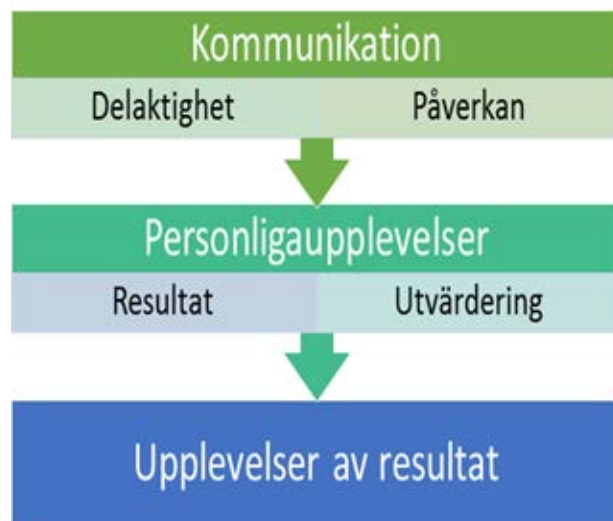 Kommunikation
Delaktighet Påverkan
Personligaupplevelser
Resultat Utvärdering
Upplevelser av resultat